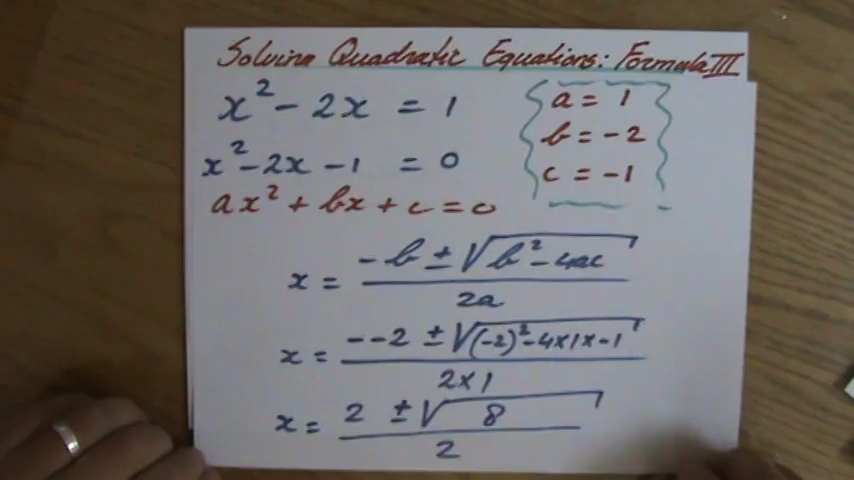 Solving Quadratic Equations: Formula III
x² - 2x = 1
a = 1
x² - 2x - 1 = 0
b = -2
c = -1
ax² + bx + c = 0
x = (-b ± √(b² - 4ac)) / 2a
x = (--2 ± √((-2)² - 4×1×-1)) / 2×1
x = (2 ± √8) / 2